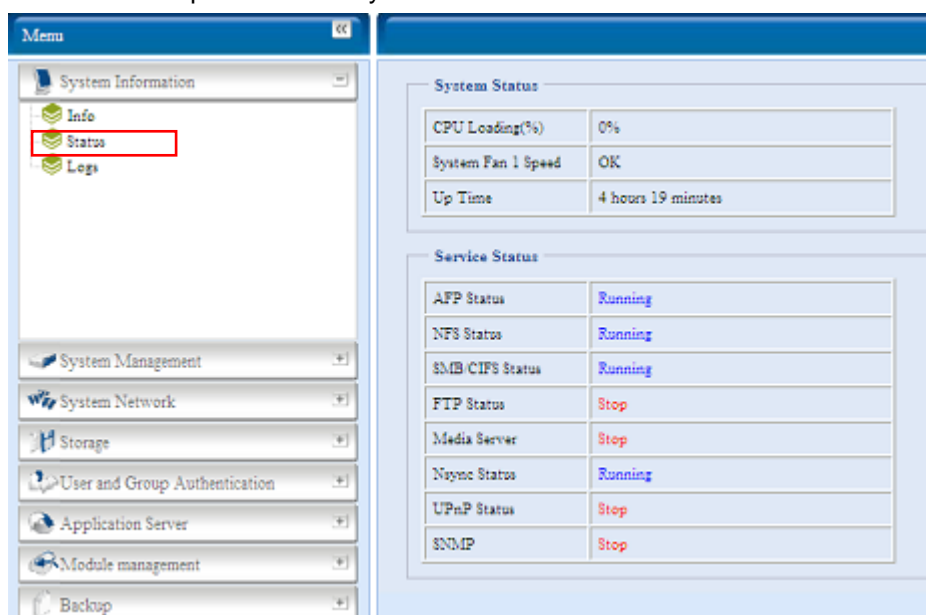 Menu
System Information
Info
Status
Logs
System Management
System Network
Storage
User and Group Authentication
Application Server
Module management
Backup
System Status
CPU Loading(%) 0%
System Fan 1 Speed OK
Up Time 4 hours 19 minutes
Service Status
AFP Status Running
NFS Status Running
SMB/CIFS Status Running
FTP Status Stop
Media Server Stop
Nsync Status Running
UPnP Status Stop
SNMP Stop